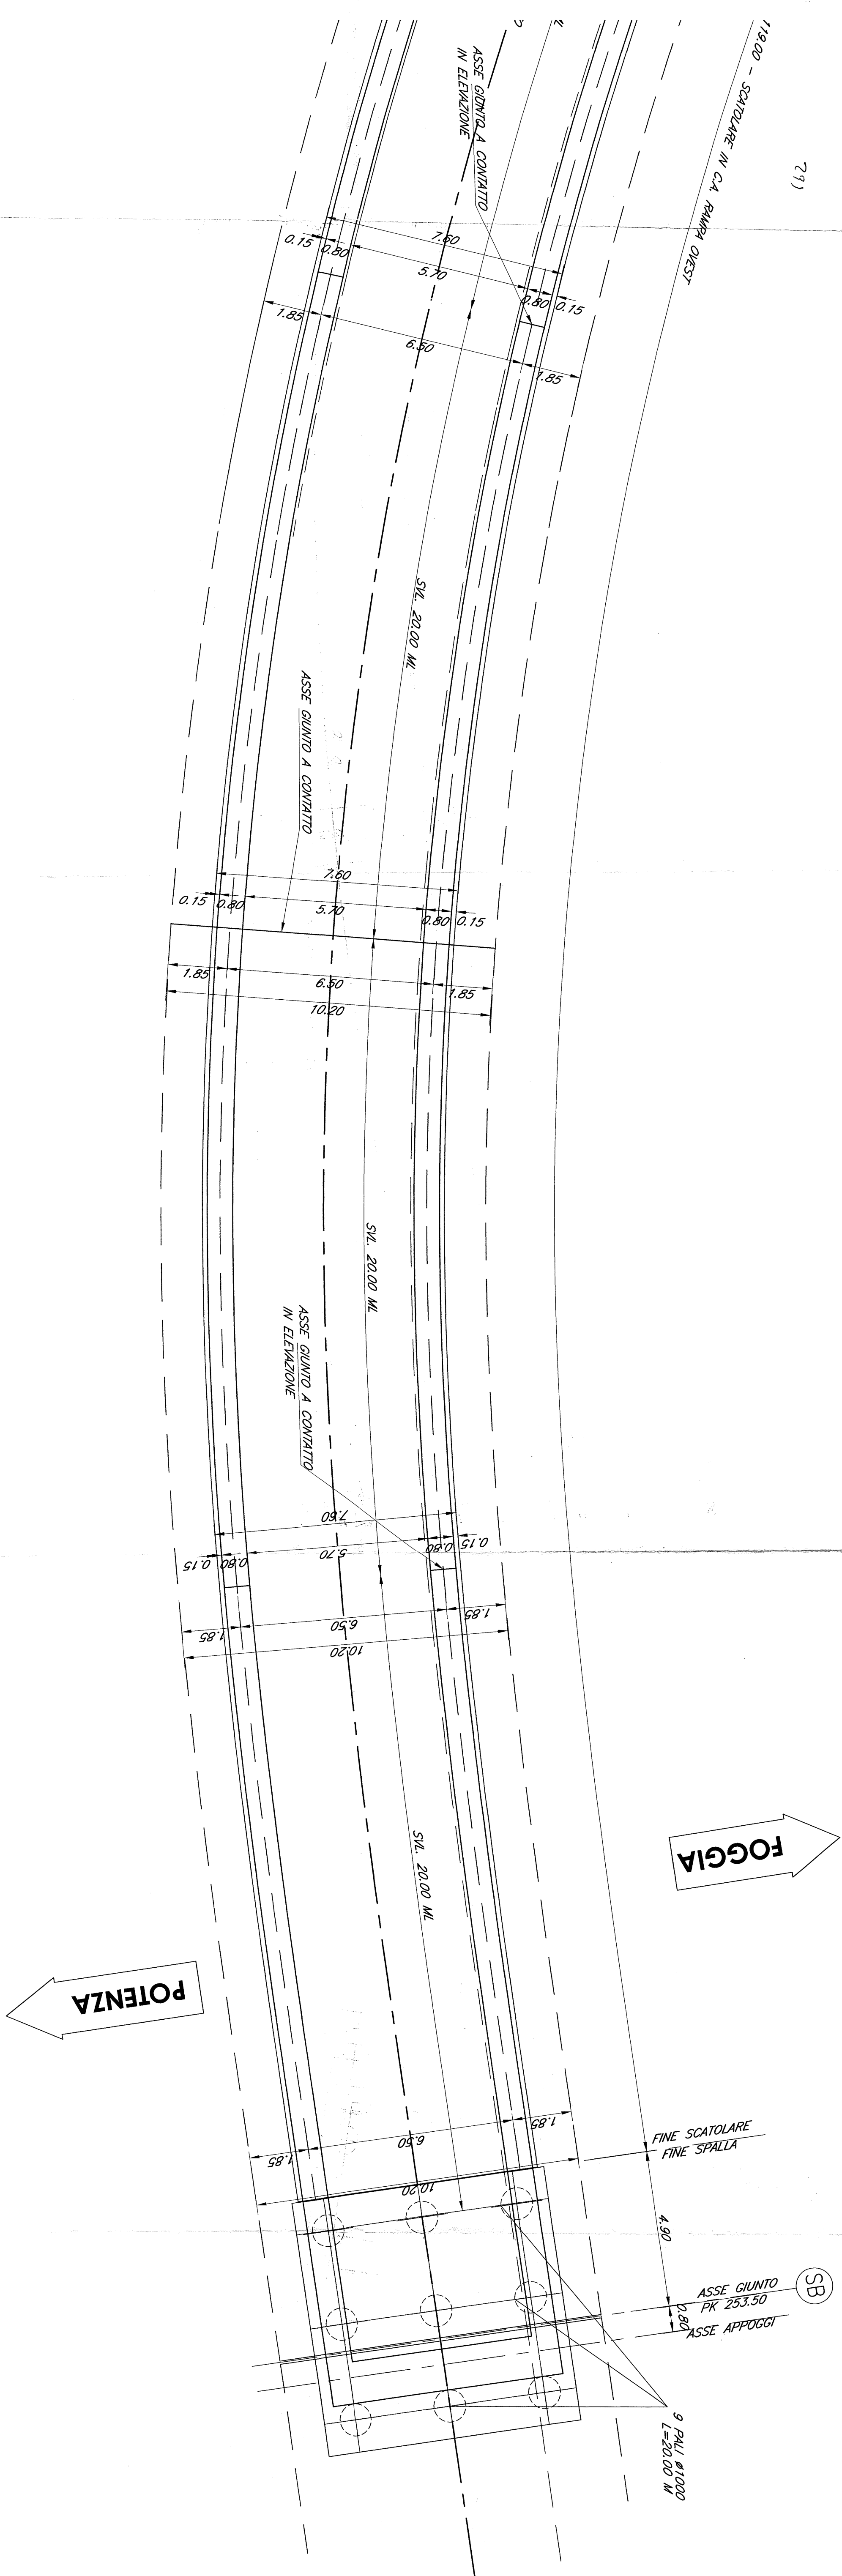 119.00 - SCATOLARE IN C.A. RAMPA OVEST
29)
ASSE GIUNTO A CONTATTO
IN ELEVAZIONE
7.60
0.15
0.80
5.70
0.80
0.15
1.85
6.50
1.85
SVL. 20.00 ML
ASSE GIUNTO A CONTATTO
7.60
0.15
0.80
5.70
0.80
0.15
1.85
6.50
1.85
10.20
SVL. 20.00 ML
ASSE GIUNTO A CONTATTO
IN ELEVAZIONE
7.60
0.15
0.80
5.70
0.80
0.15
1.85
6.50
1.85
10.20
SVL. 20.00 ML
FOGGIA
POTENZA
1.85
6.50
1.85
10.20
FINE SCATOLARE
FINE SPALLA
4.90
ASSE GIUNTO
PK 253.50
SB
0.80
ASSE APPOGGI
9 PALI ø1000
L=20.00 M